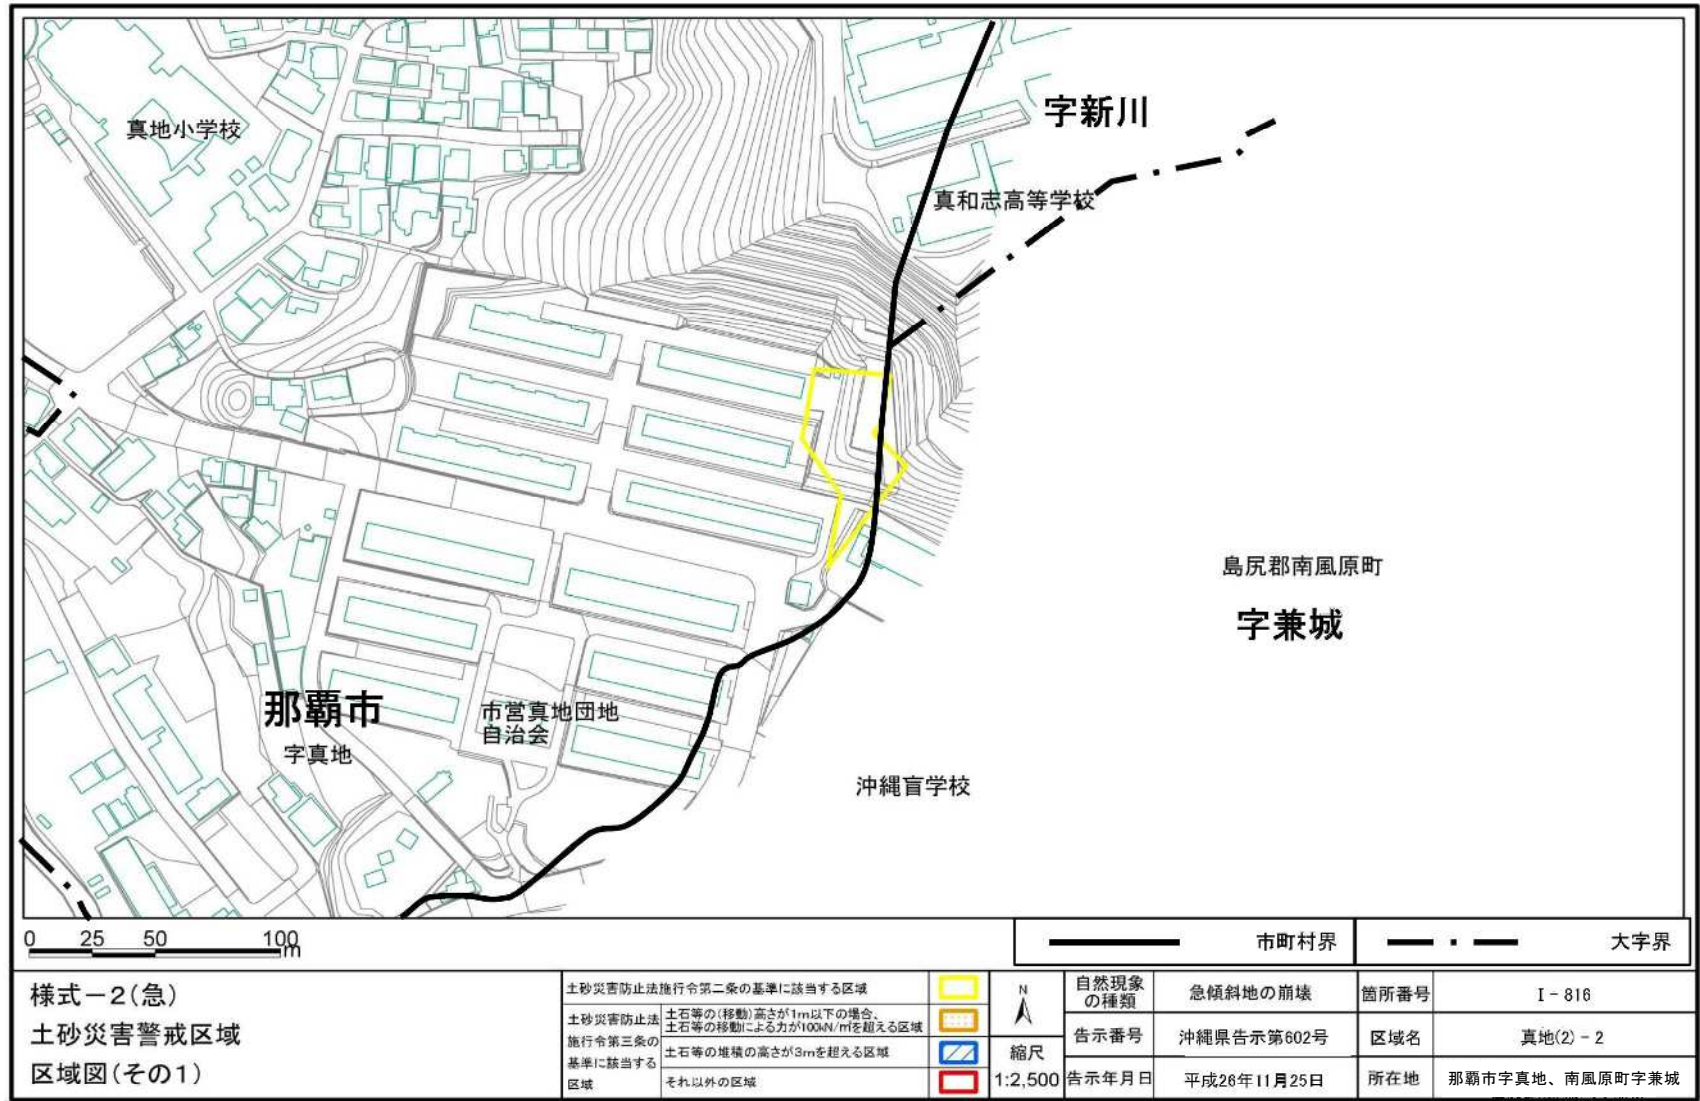 真地小学校
字新川
真和志高等学校
島尻郡南風原町
字兼城
那覇市
字真地
市営真地団地
自治会
沖縄盲学校
0 25 50 100
m
市町村界
大字界
様式－2(急)
土砂災害警戒区域
区域図(その1)
土砂災害防止法施行令第二条の基準に該当する区域
土砂災害防止法
施行令第三条の
基準に該当する
区域
土石等の(移動)高さが1m以下の場合、
土石等の移動による力が100kN/㎡を超える区域
土石等の堆積の高さが3mを超える区域
それ以外の区域
N
縮尺
1:2,500
自然現象
の種類
急傾斜地の崩壊
箇所番号
I－816
告示番号
沖縄県告示第602号
区域名
真地(2)－2
告示年月日
平成26年11月25日
所在地
那覇市字真地、南風原町字兼城